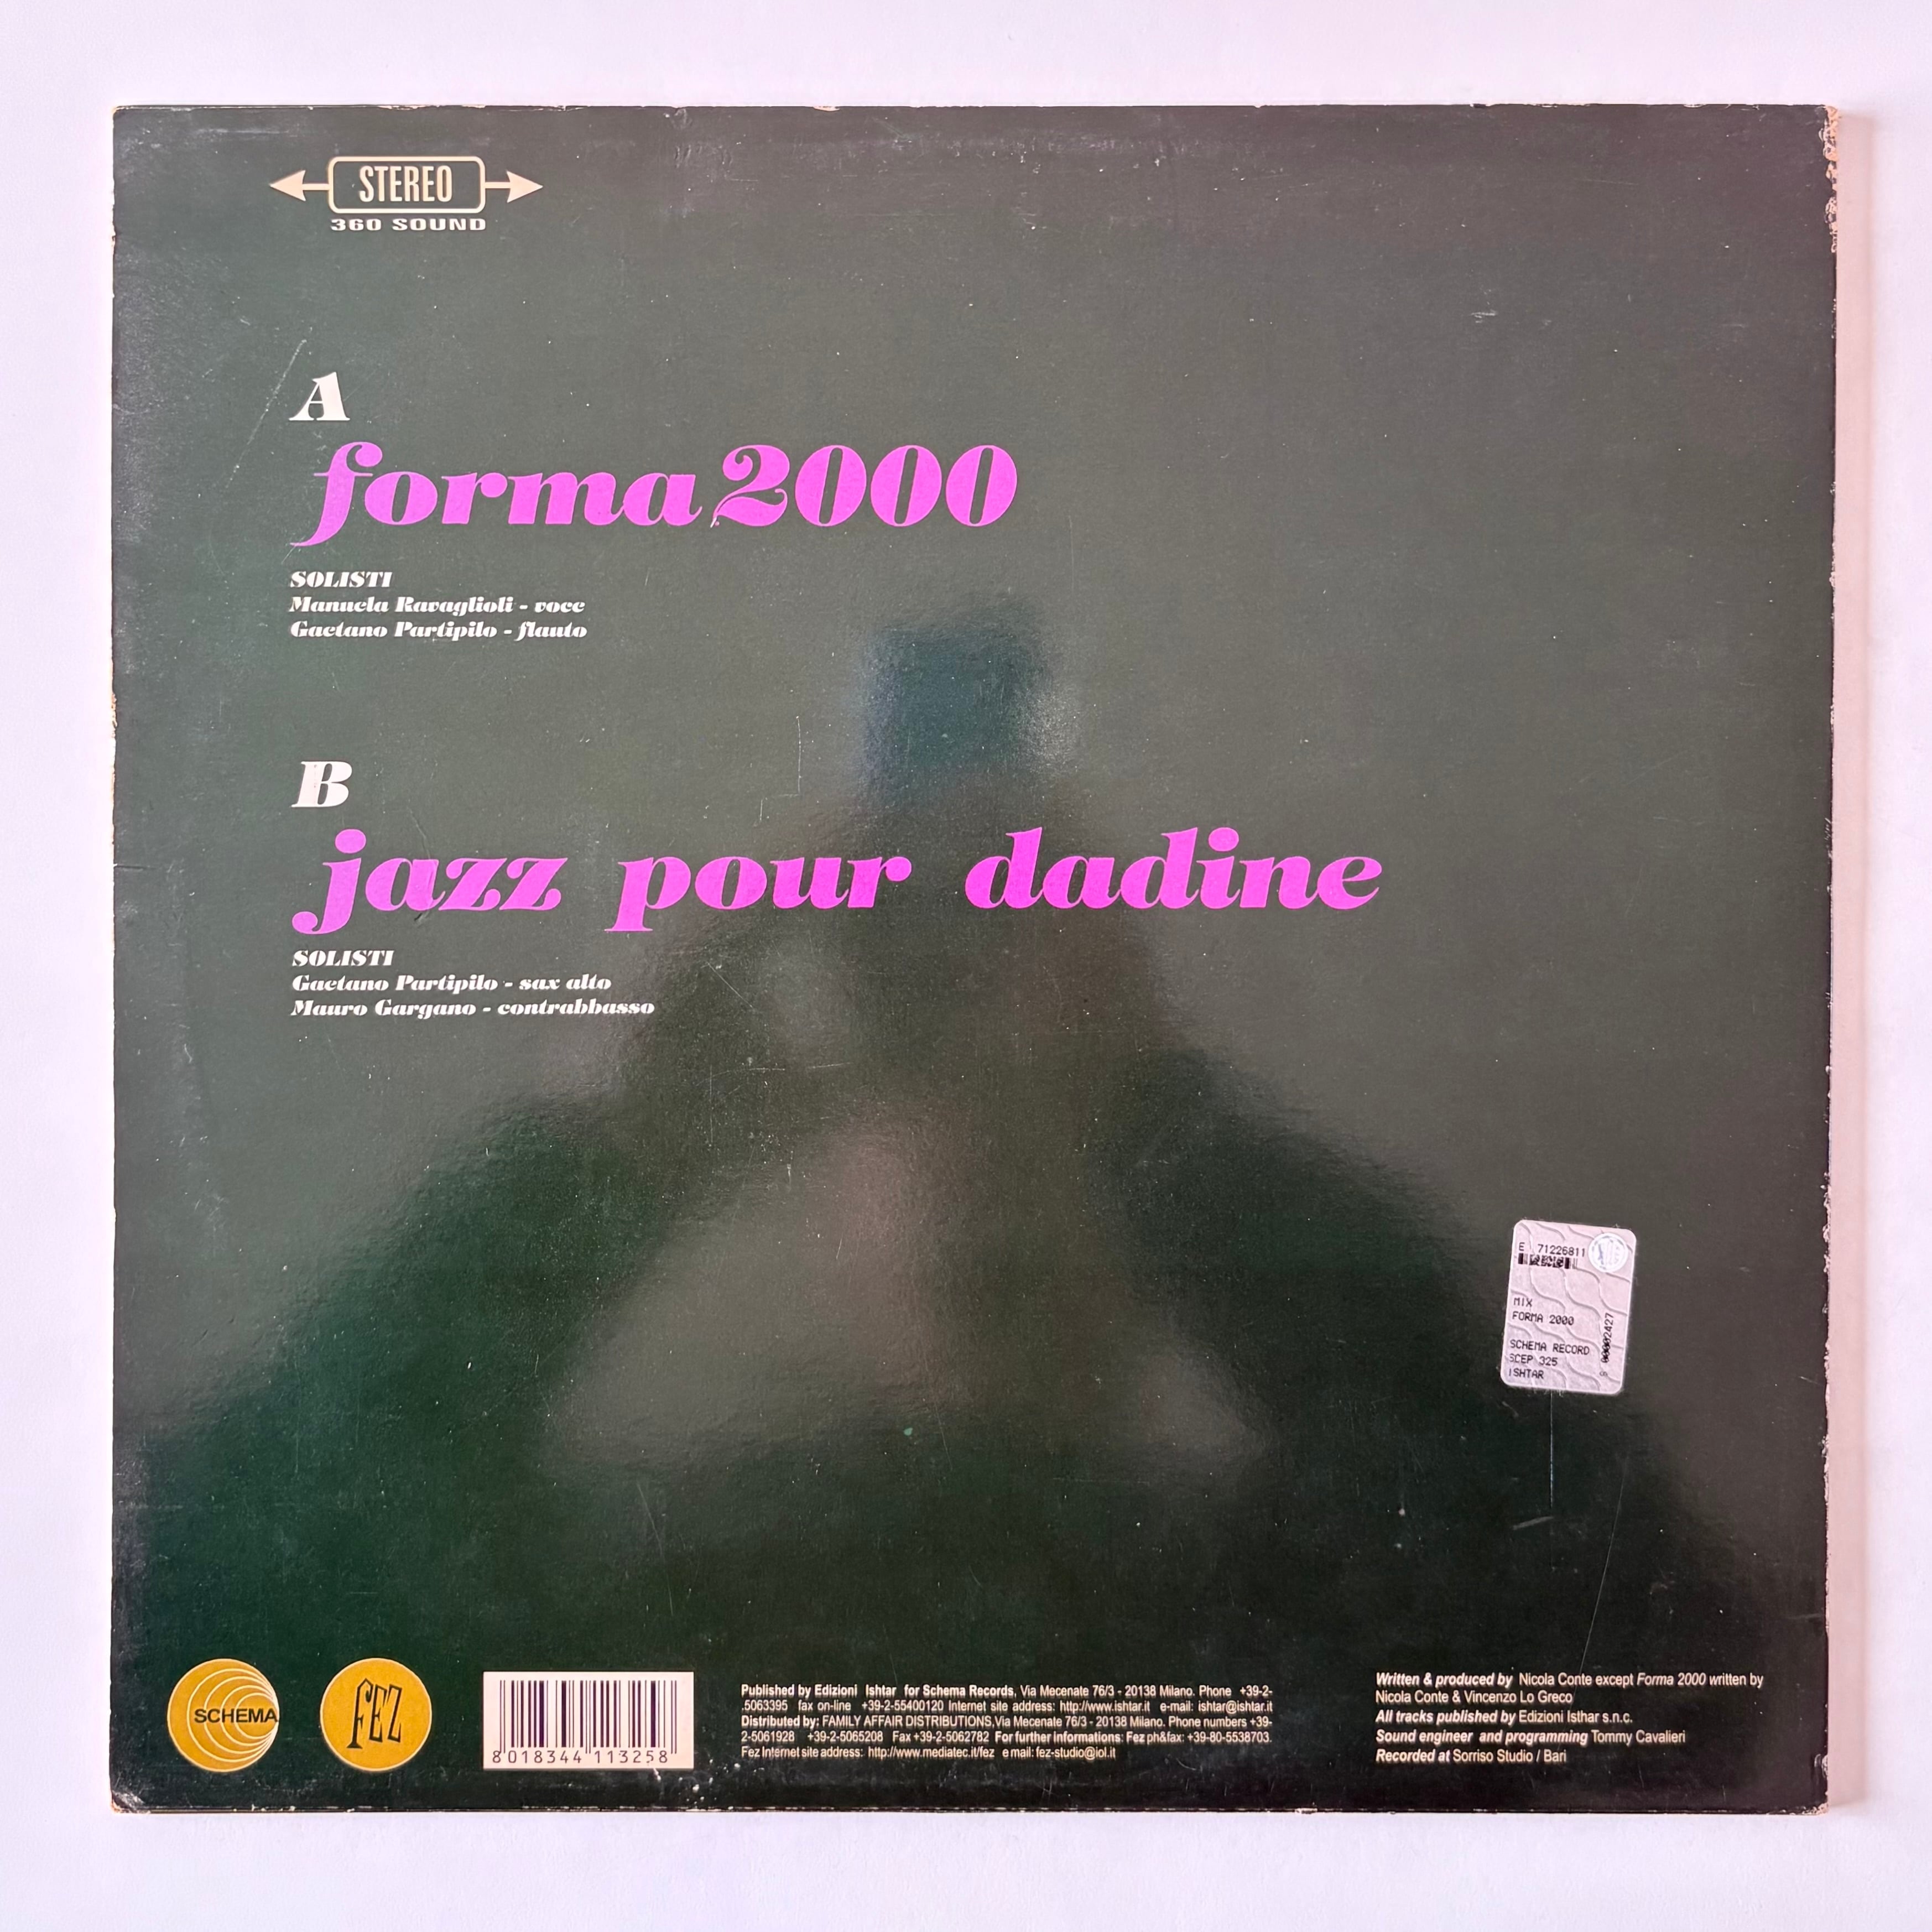 STEREO
360 SOUND
A
forma 2000
SOLISTI
Manuela Ravaglioli - voce
Gaetano Partipilo - flauto
B
jazz pour dadine
SOLISTI
Gaetano Partipilo - sax alto
Mauro Gargano - contrabbasso
E 71226811
MIX
FORMA 2000
SCHEMA RECORD
SCEP 325
ISHTAR
SCHEMA
FEZ
8 018344 113258
Published by Edizioni Ishtar for Schema Records, Via Mecenate 76/3 - 20138 Milano. Phone +39-2-
.5063395 fax on-line +39-2-55400120 Internet site address: http://www.ishtar.it e-mail: ishtar@ishtar.it
Distributed by: FAMILY AFFAIR DISTRIBUTIONS,Via Mecenate 76/3 - 20138 Milano. Phone numbers +39-
2-5061928 +39-2-5065208 Fax +39-2-5062782 For further informations: Fez ph&fax: +39-80-5538703.
Fez Internet site address: http://www.mediatec.it/fez e mail: fez-studio@iol.it
Written & produced by Nicola Conte except Forma 2000 written by
Nicola Conte & Vincenzo Lo Greco
All tracks published by Edizioni Isthar s.n.c.
Sound engineer and programming Tommy Cavalieri
Recorded at Sorriso Studio / Bari